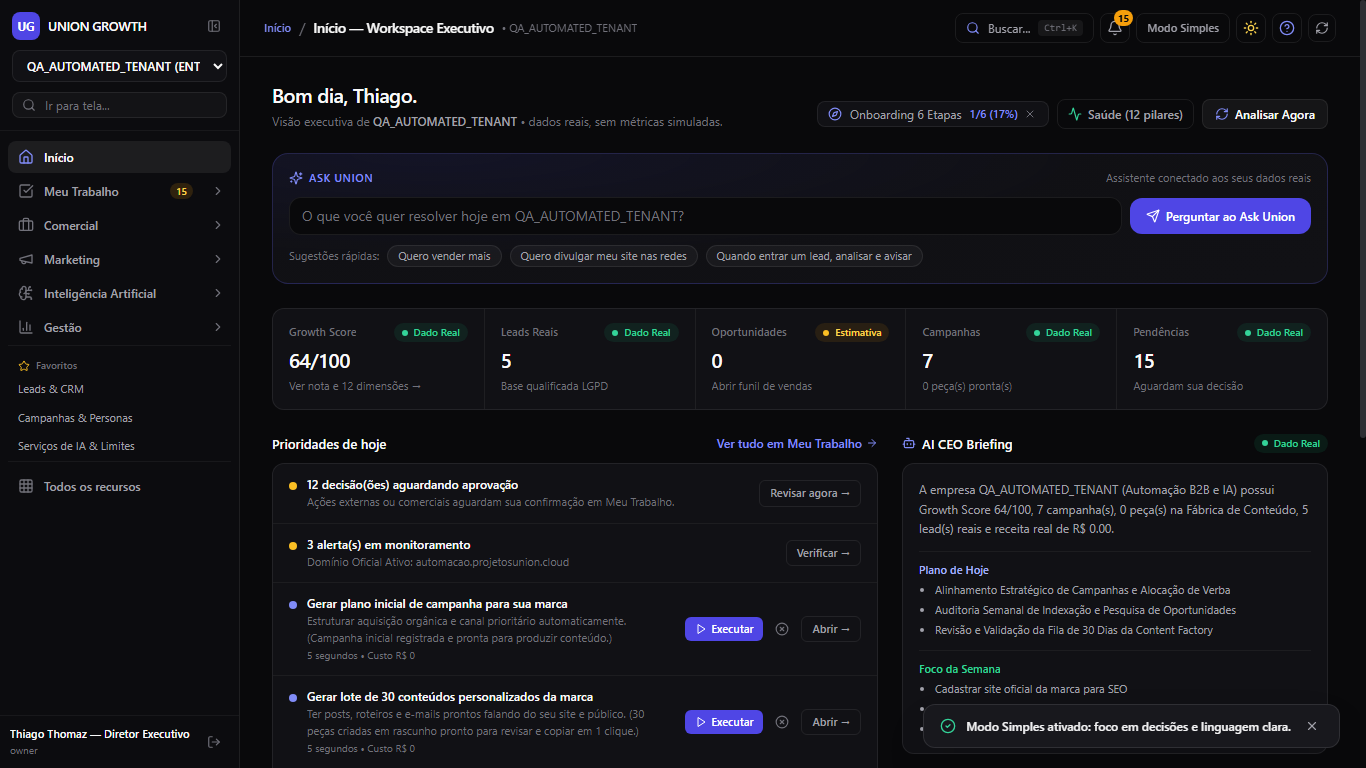 UG UNION GROWTH
QA_AUTOMATED_TENANT (ENT
Ir para tela...
Início
Meu Trabalho 15
Comercial
Marketing
Inteligência Artificial
Gestão
Favoritos
Leads & CRM
Campanhas & Personas
Serviços de IA & Limites
Todos os recursos
Thiago Thomaz — Diretor Executivo
owner
Início / Início — Workspace Executivo • QA_AUTOMATED_TENANT
Buscar... Ctrl+K
15
Modo Simples
Bom dia, Thiago.
Visão executiva de QA_AUTOMATED_TENANT • dados reais, sem métricas simuladas.
Onboarding 6 Etapas 1/6 (17%)
Saúde (12 pilares)
Analisar Agora
ASK UNION
Assistente conectado aos seus dados reais
O que você quer resolver hoje em QA_AUTOMATED_TENANT?
Perguntar ao Ask Union
Sugestões rápidas: Quero vender mais Quero divulgar meu site nas redes Quando entrar um lead, analisar e avisar
Growth Score Dado Real
64/100
Ver nota e 12 dimensões →
Leads Reais Dado Real
5
Base qualificada LGPD
Oportunidades Estimativa
0
Abrir funil de vendas
Campanhas Dado Real
7
0 peça(s) pronta(s)
Pendências Dado Real
15
Aguardam sua decisão
Prioridades de hoje
Ver tudo em Meu Trabalho →
12 decisão(ões) aguardando aprovação
Ações externas ou comerciais aguardam sua confirmação em Meu Trabalho.
Revisar agora →
3 alerta(s) em monitoramento
Domínio Oficial Ativo: automacao.projetosunion.cloud
Verificar →
Gerar plano inicial de campanha para sua marca
Estruturar aquisição orgânica e canal prioritário automaticamente.
(Campanha inicial registrada e pronta para produzir conteúdo.)
5 segundos • Custo R$ 0
Executar
Abrir →
Gerar lote de 30 conteúdos personalizados da marca
Ter posts, roteiros e e-mails prontos falando do seu site e público. (30
peças criadas em rascunho pronto para revisar e copiar em 1 clique.)
5 segundos • Custo R$ 0
Executar
Abrir →
AI CEO Briefing
Dado Real
A empresa QA_AUTOMATED_TENANT (Automação B2B e IA) possui
Growth Score 64/100, 7 campanha(s), 0 peça(s) na Fábrica de Conteúdo, 5
lead(s) reais e receita real de R$ 0.00.
Plano de Hoje
• Alinhamento Estratégico de Campanhas e Alocação de Verba
• Auditoria Semanal de Indexação e Pesquisa de Oportunidades
• Revisão e Validação da Fila de 30 Dias da Content Factory
Foco da Semana
• Cadastrar site oficial da marca para SEO
Modo Simples ativado: foco em decisões e linguagem clara.